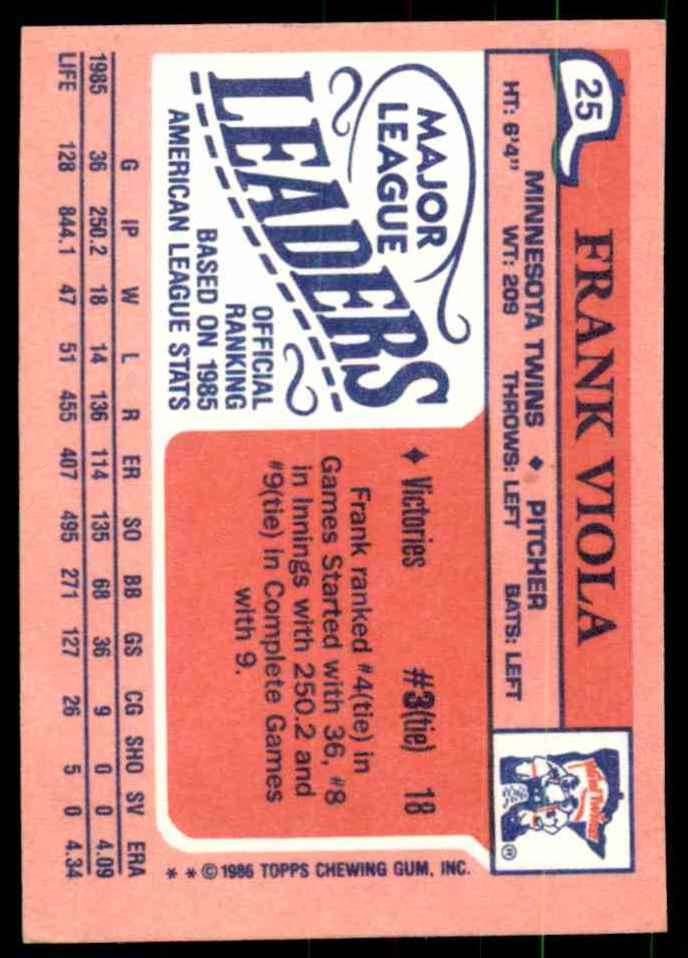 25
FRANK VIOLA
MINNESOTA TWINS ♦ PITCHER
HT: 6'4" WT: 209 THROWS: LEFT BATS: LEFT
MAJOR
LEAGUE
LEADERS
OFFICIAL
RANKING
BASED ON 1985
AMERICAN LEAGUE STATS
♦ Victories #3(tie) 18
Frank ranked #4(tie) in
Games Started with 36, #8
in Innings with 250.2 and
#9(tie) in Complete Games
with 9.
®
* * © 1986 TOPPS CHEWING GUM, INC.
G IP W L R ER SO BB GS CG SHO SV ERA
1985 36 250.2 18 14 136 114 135 68 36 9 0 0 4.09
LIFE 128 844.1 47 51 455 407 495 271 127 26 5 0 4.34